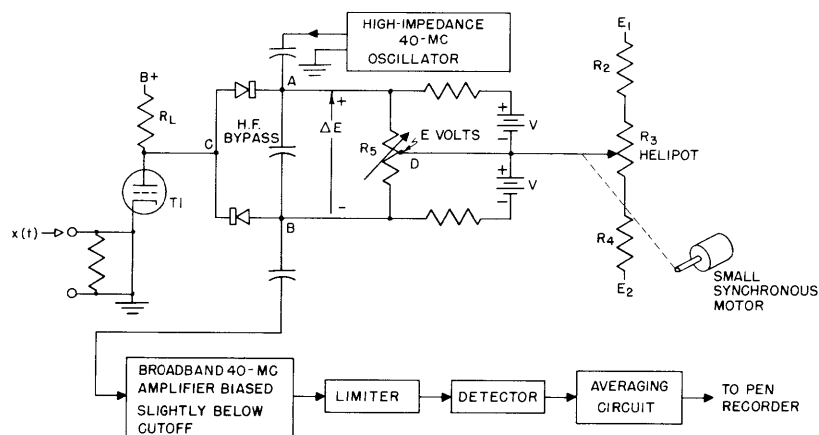 HIGH-IMPEDANCE
40-MC
OSCILLATOR
E1
R2
B+
A
RL
+
+
V
H.F.
BYPASS
ΔE
R5
E VOLTS
R3
HELIPOT
C
D
T1
+
V
x(t)
B
R4
E2
SMALL
SYNCHRONOUS
MOTOR
BROADBAND 40-MC
AMPLIFIER BIASED
SLIGHTLY BELOW
CUTOFF
LIMITER
DETECTOR
AVERAGING
CIRCUIT
TO PEN
RECORDER